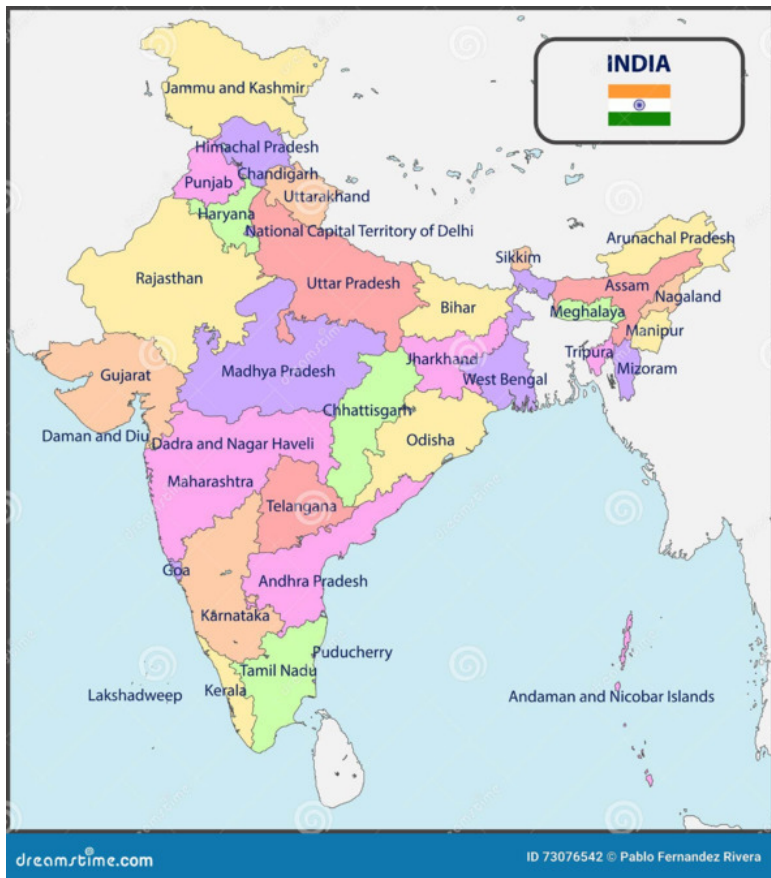 INDIA
Jammu and Kashmir
Himachal Pradesh
Chandigarh
Punjab
Uttarakhand
Haryana
National Capital Territory of Delhi
Arunachal Pradesh
Sikkim
Rajasthan
Uttar Pradesh
Assam
Nagaland
Bihar
Meghalaya
Manipur
Tripura
Jharkhand
Mizoram
Madhya Pradesh
Gujarat
West Bengal
Chhattisgarh
Daman and Diu
Dadra and Nagar Haveli
Odisha
Maharashtra
Telangana
Goa
Andhra Pradesh
Karnataka
Puducherry
Tamil Nadu
Lakshadweep
Kerala
Andaman and Nicobar Islands
dreamstime.com
ID 73076542 © Pablo Fernandez Rivera